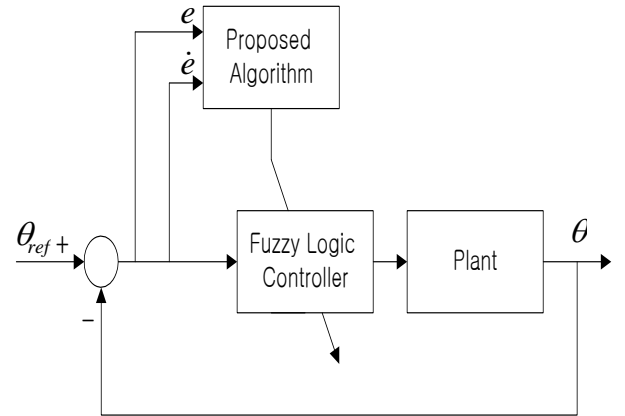 e
ė
Proposed
Algorithm
θref +
Fuzzy Logic
Controller
Plant
θ
−